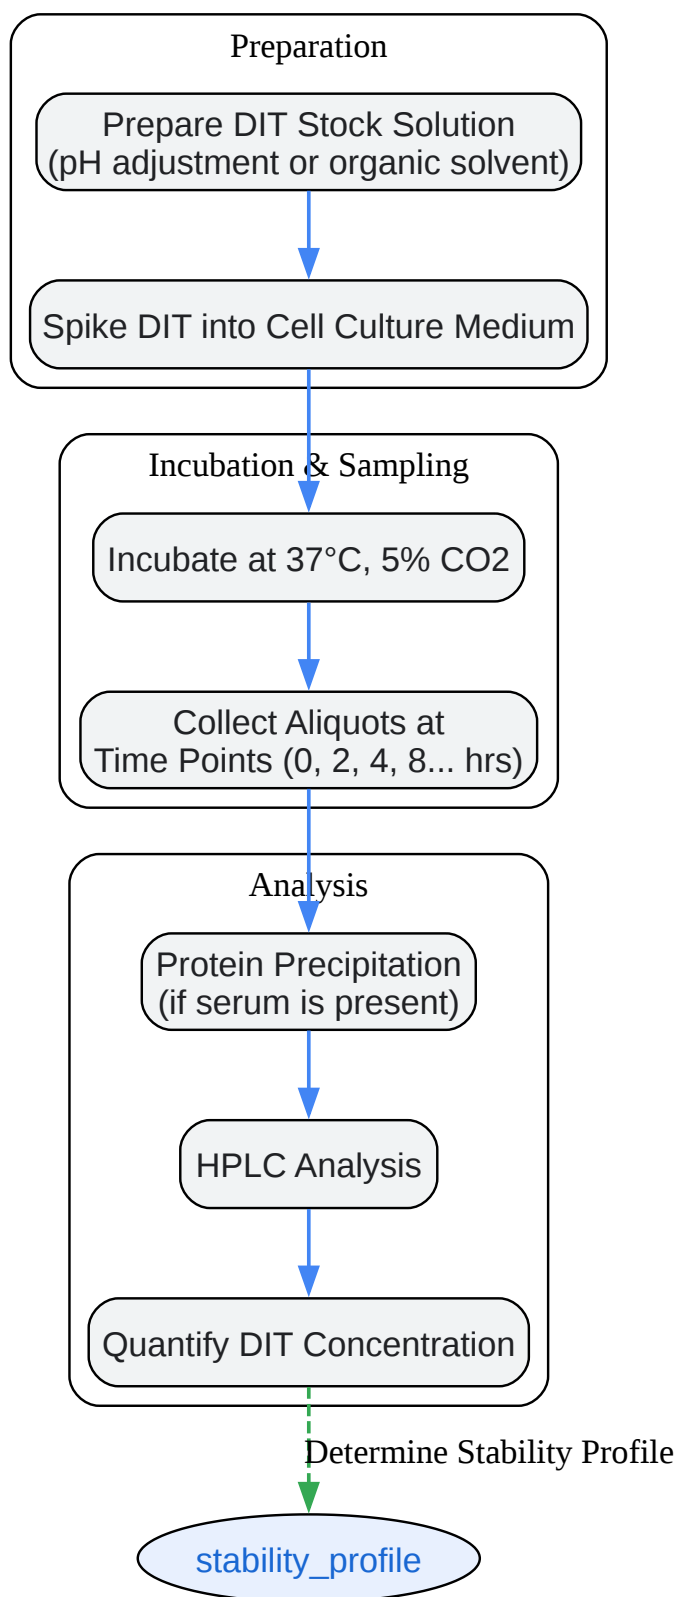 Preparation
Prepare DIT Stock Solution
(pH adjustment or organic solvent)
Spike DIT into Cell Culture Medium
Incubation & Sampling
Incubate at 37°C, 5% CO2
Collect Aliquots at
Time Points (0, 2, 4, 8... hrs)
Analysis
Protein Precipitation
(if serum is present)
HPLC Analysis
Quantify DIT Concentration
Determine Stability Profile
stability_profile